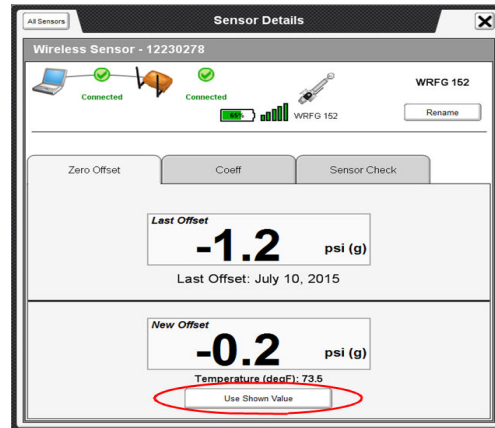 All Sensors
Sensor Details
Wireless Sensor - 12230278
Connected
Connected
65%
WRFG 152
WRFG 152
Rename
Zero Offset
Coeff
Sensor Check
Last Offset
-1.2 psi (g)
Last Offset: July 10, 2015
New Offset
-0.2 psi (g)
Temperature (degF): 73.5
Use Shown Value